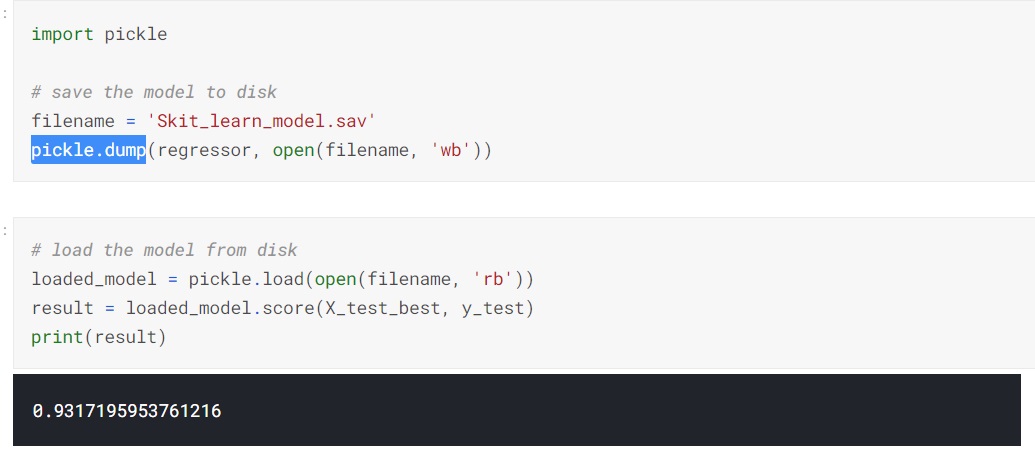 :
import pickle
# save the model to disk
filename = 'Skit_learn_model.sav'
pickle.dump(regressor, open(filename, 'wb'))
:
# load the model from disk
loaded_model = pickle.load(open(filename, 'rb'))
result = loaded_model.score(X_test_best, y_test)
print(result)
0.9317195953761216